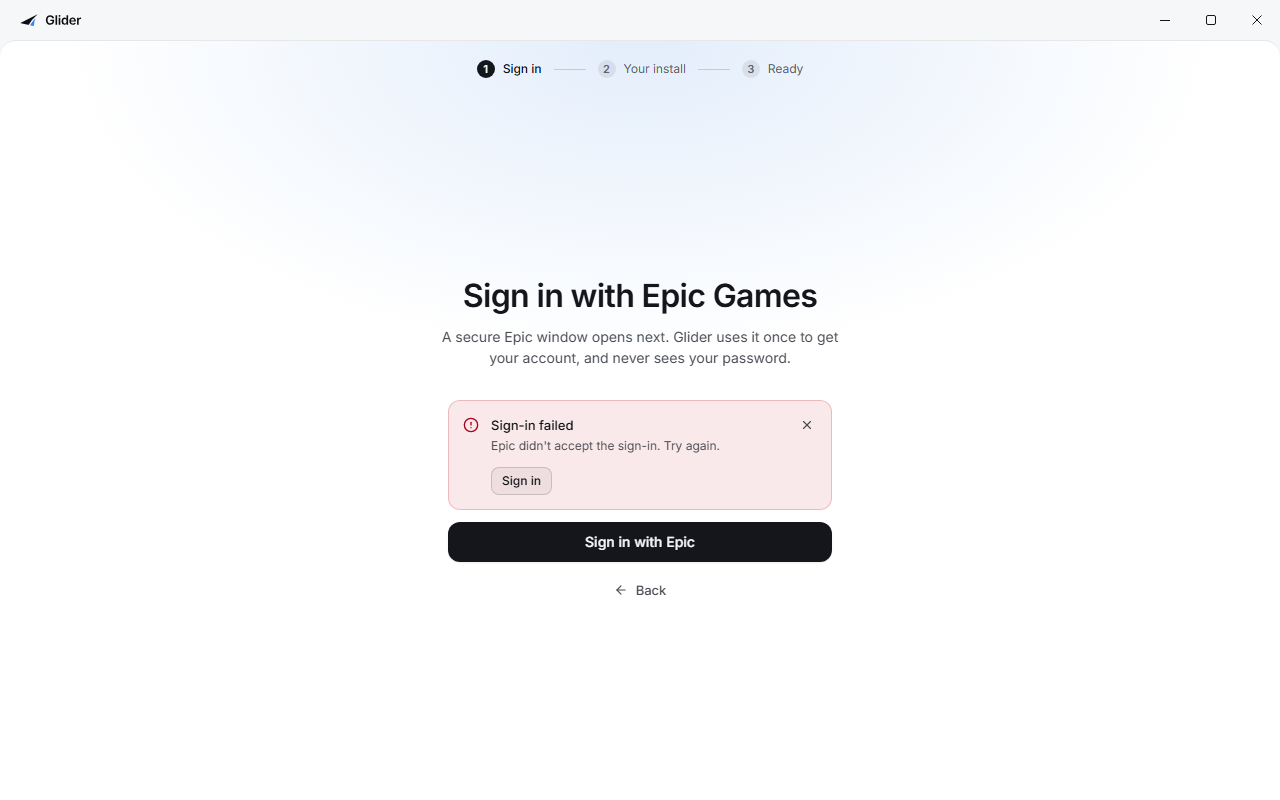 Glider
1 Sign in
2 Your install
3 Ready
Sign in with Epic Games
A secure Epic window opens next. Glider uses it once to get
your account, and never sees your password.
Sign-in failed
Epic didn't accept the sign-in. Try again.
Sign in
Sign in with Epic
Back